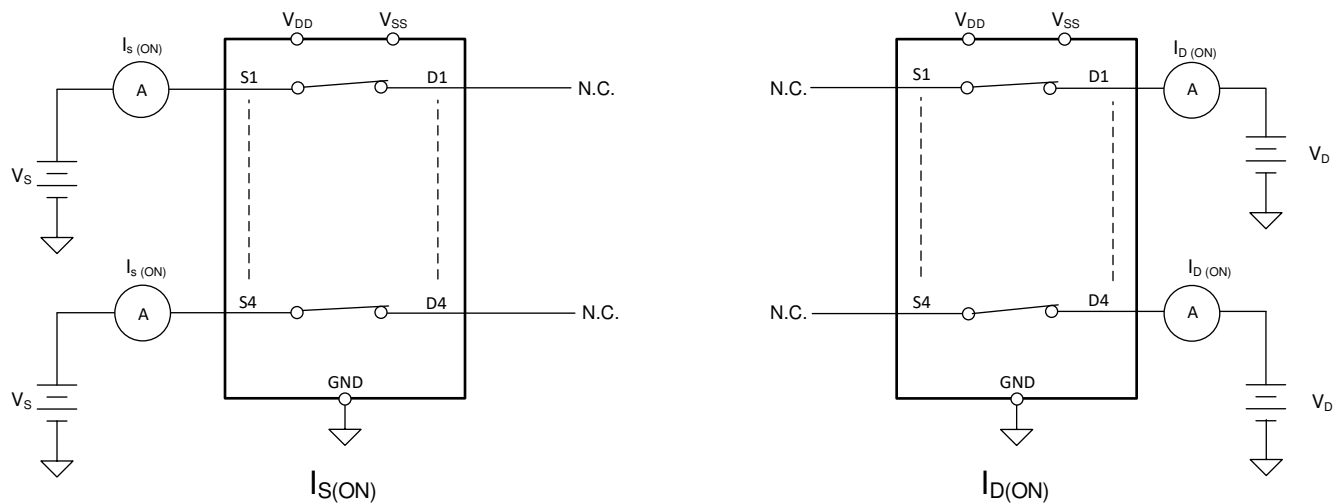 VDD VSS
Is (ON)
A
S1 D1
N.C.
VS
Is (ON)
A
S4 D4
N.C.
VS
GND
IS(ON)
VDD VSS
ID (ON)
N.C.
S1 D1
A
VD
ID (ON)
N.C.
S4 D4
A
VD
GND
ID(ON)